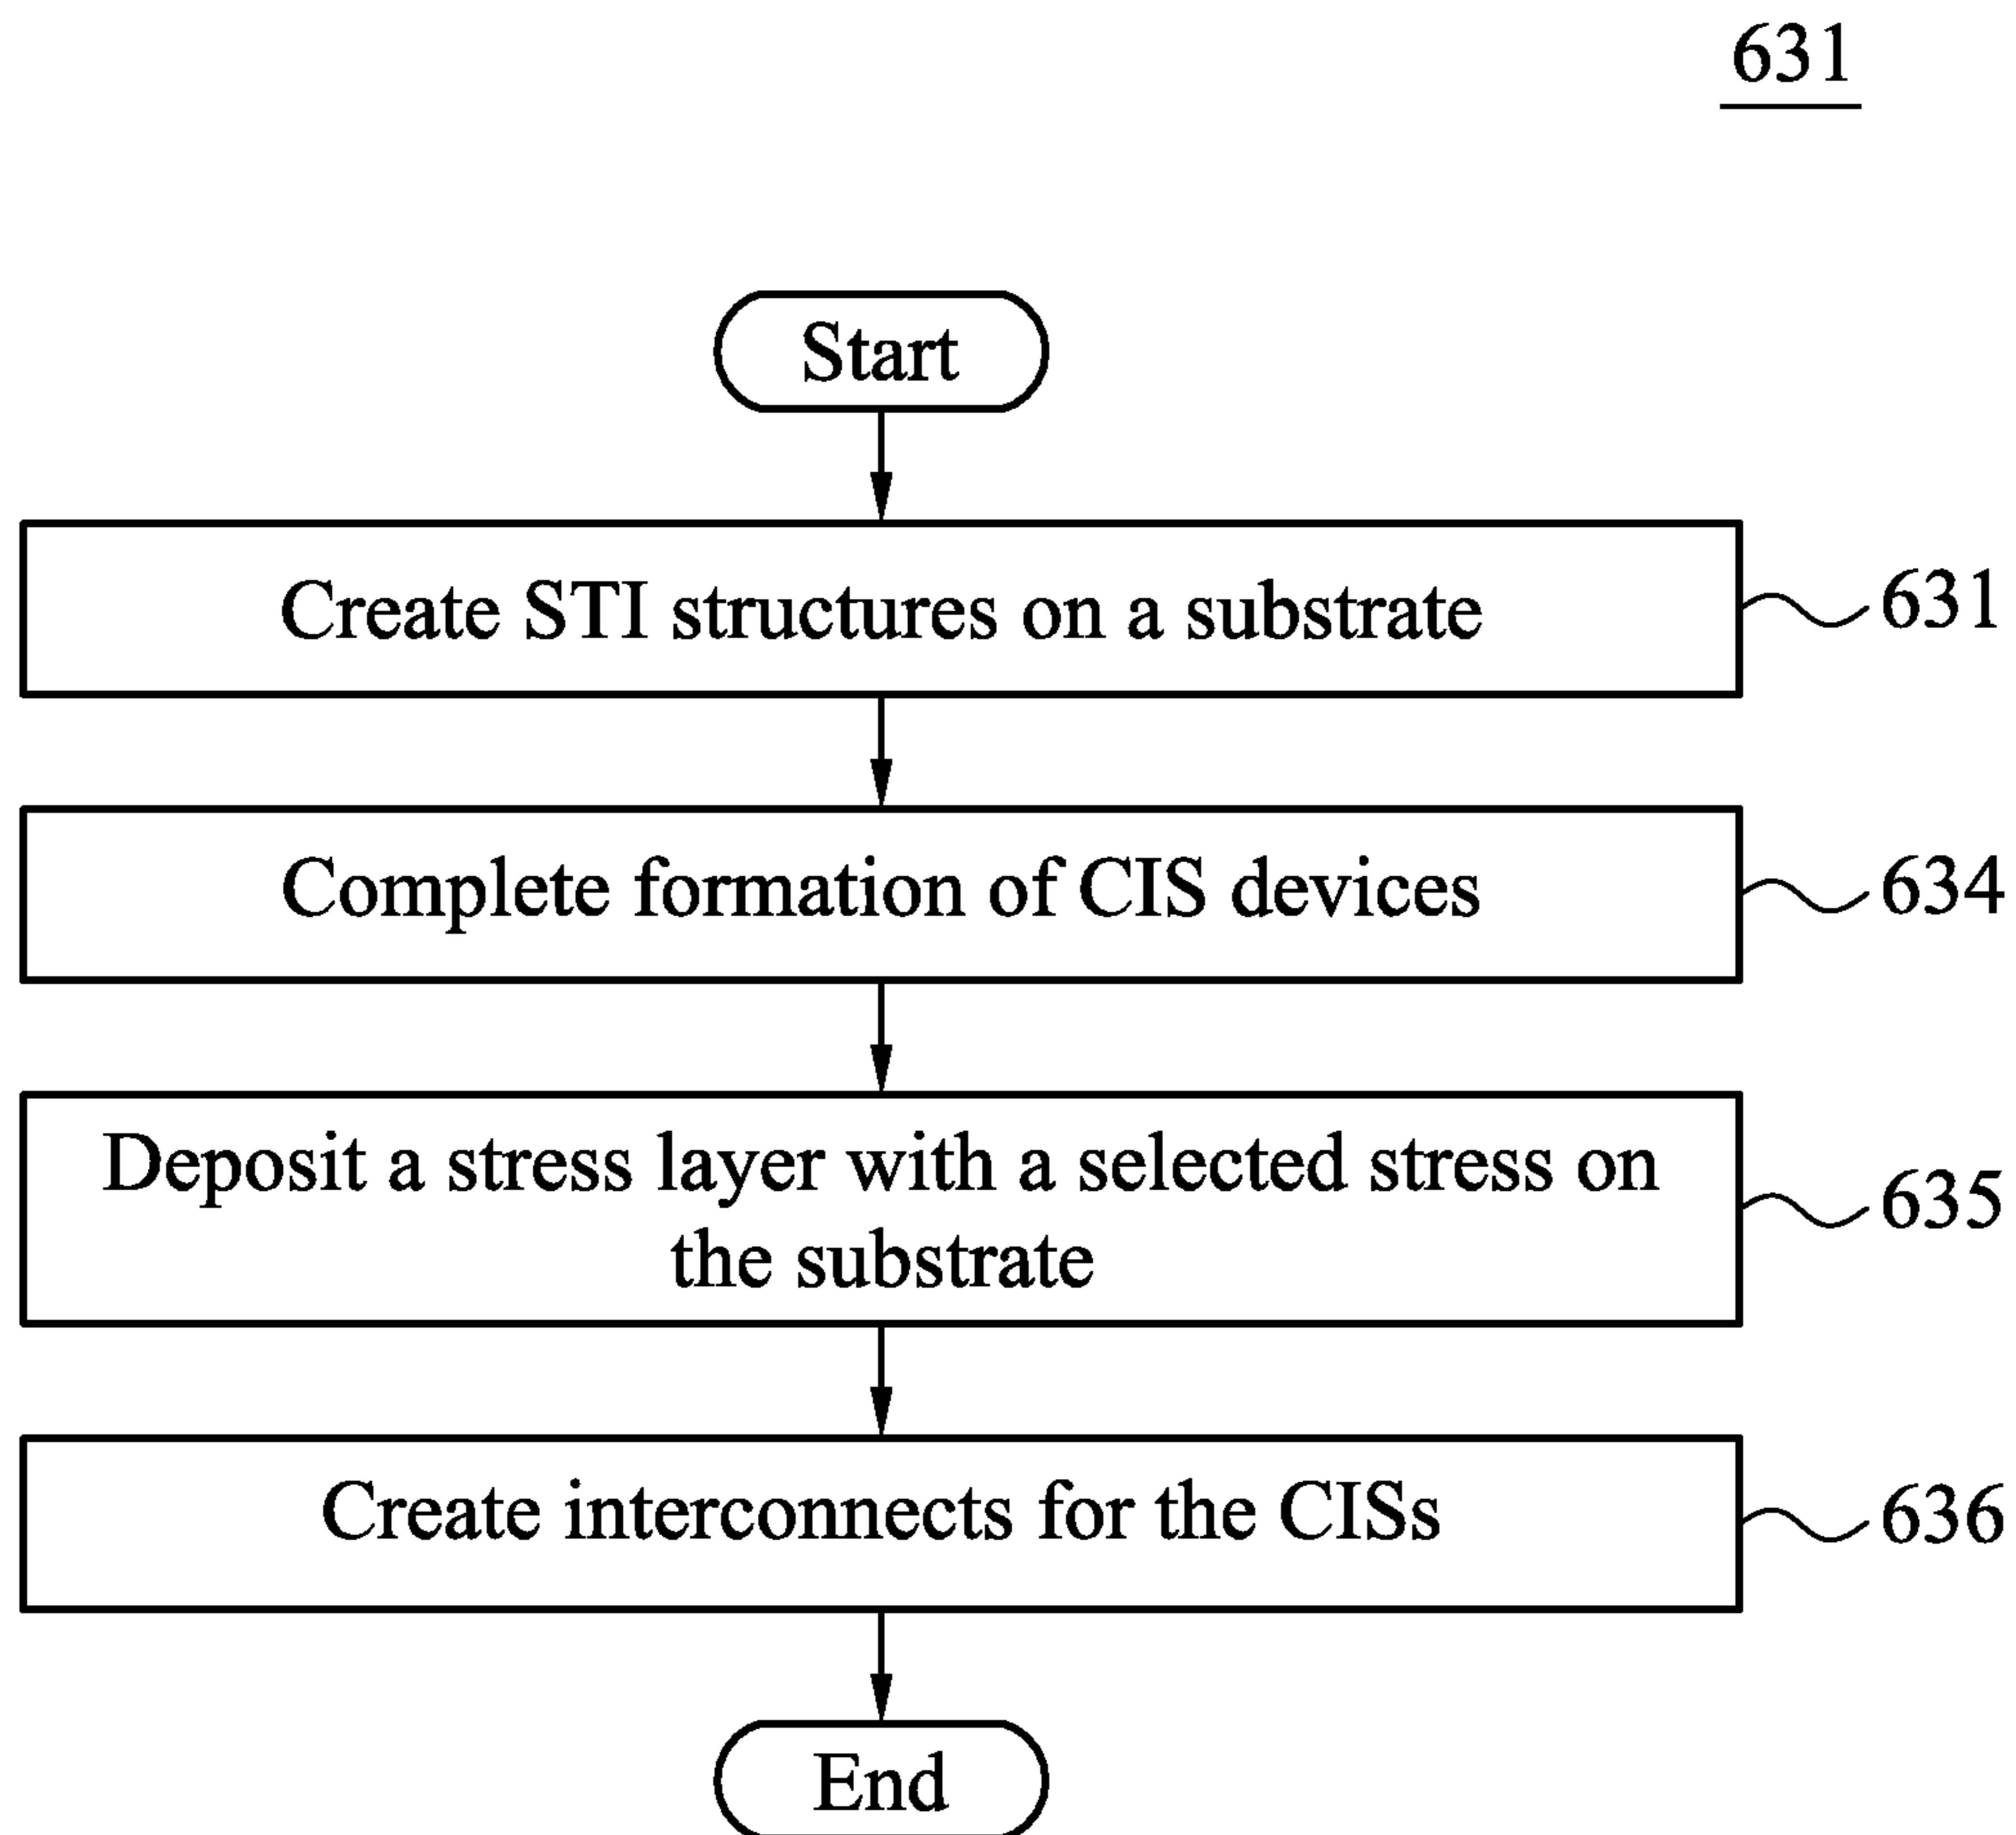 631
Start
Create STI structures on a substrate
631
Complete formation of CIS devices
634
Deposit a stress layer with a selected stress on
the substrate
635
Create interconnects for the CISs
636
End